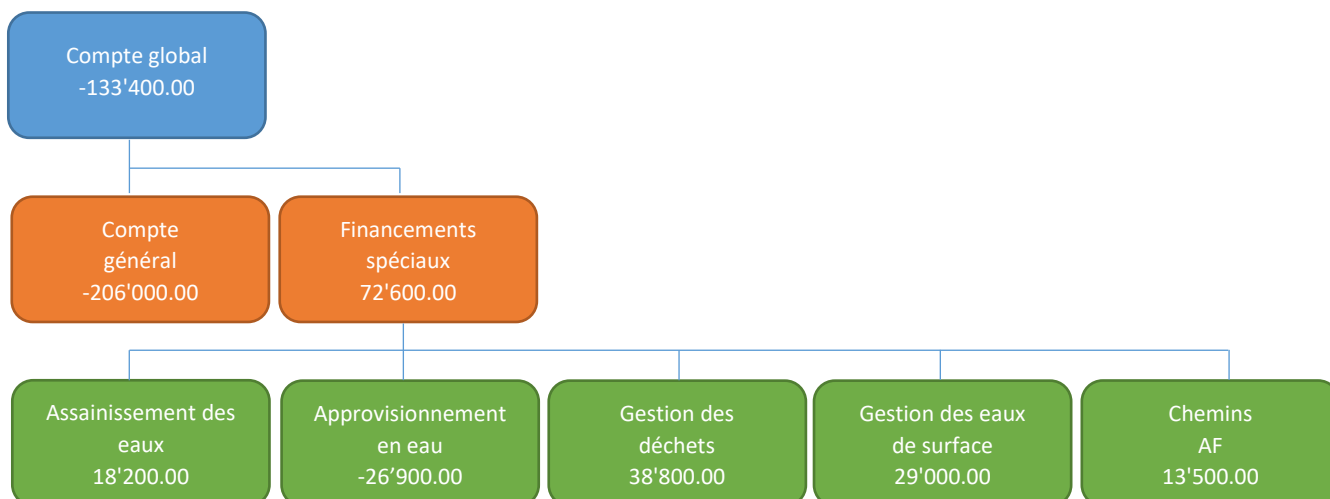 Compte global
-133'400.00
Compte
général
-206'000.00
Financements
spéciaux
72'600.00
Assainissement des
eaux
18'200.00
Approvisionnement
en eau
-26’900.00
Gestion des
déchets
38'800.00
Gestion des eaux
de surface
29'000.00
Chemins
AF
13'500.00